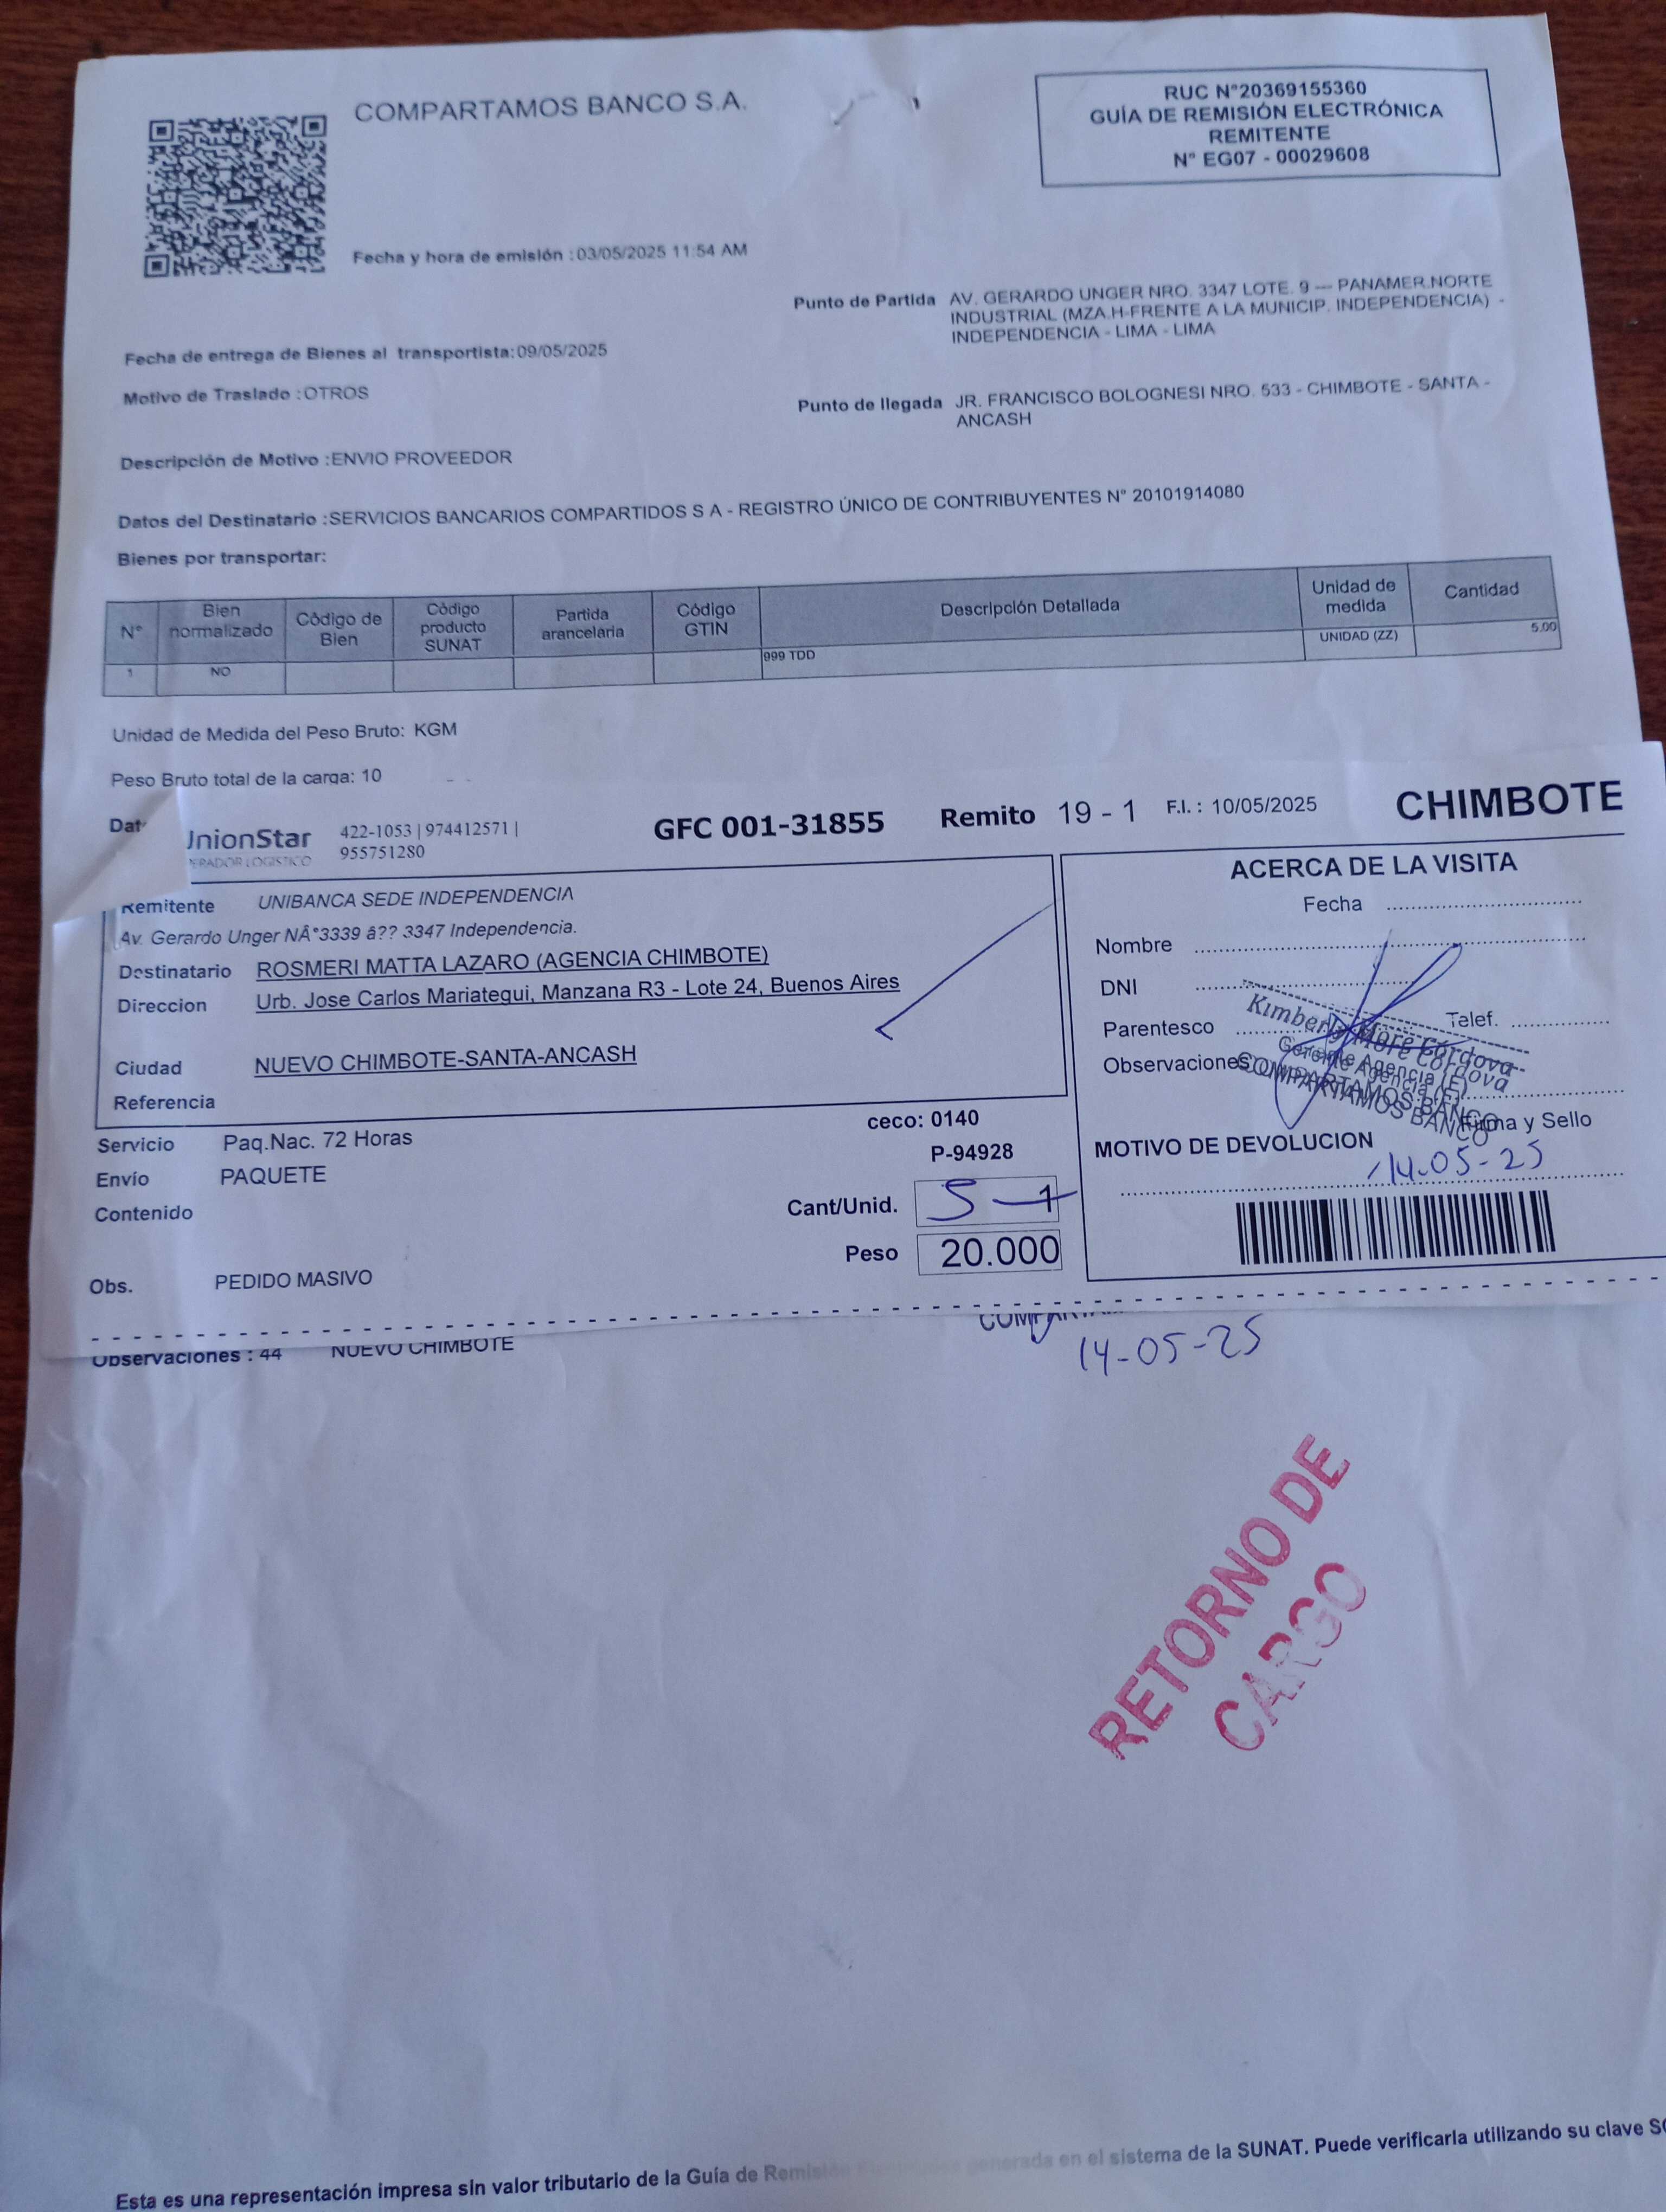 COMPARTAMOS BANCO S.A.
RUC N°20369155360
GUÍA DE REMISIÓN ELECTRÓNICA
REMITENTE
N° EG07 - 00029608
Fecha y hora de emisión : 03/05/2025 11:54 AM
Punto de Partida AV. GERARDO UNGER NRO. 3347 LOTE. 9 --- PANAMER.NORTE
INDUSTRIAL (MZA.H-FRENTE A LA MUNICIP. INDEPENDENCIA) -
INDEPENDENCIA - LIMA - LIMA
Fecha de entrega de Bienes al transportista: 09/05/2025
Motivo de Traslado : OTROS
Punto de llegada JR. FRANCISCO BOLOGNESI NRO. 533 - CHIMBOTE - SANTA -
ANCASH
Descripción de Motivo : ENVIO PROVEEDOR
Datos del Destinatario : SERVICIOS BANCARIOS COMPARTIDOS S A - REGISTRO ÚNICO DE CONTRIBUYENTES N° 20101914080
Bienes por transportar:
N° Bien normalizado Código de Bien Código producto SUNAT Partida arancelaria Código GTIN Descripción Detallada Unidad de medida Cantidad
1 NO 999 TDD UNIDAD (ZZ) 5.00
Unidad de Medida del Peso Bruto: KGM
Peso Bruto total de la carga: 10
Dat
UnionStar
ERADOR LOGISTICO
422-1053 | 974412571 |
955751280
GFC 001-31855
Remito 19 - 1
F.I. : 10/05/2025
CHIMBOTE
Remitente UNIBANCA SEDE INDEPENDENCIA
Av. Gerardo Unger NÂ°3339 â?? 3347 Independencia.
Destinatario ROSMERI MATTA LAZARO (AGENCIA CHIMBOTE)
Direccion Urb. Jose Carlos Mariategui, Manzana R3 - Lote 24, Buenos Aires
Ciudad NUEVO CHIMBOTE-SANTA-ANCASH
Referencia
Servicio Paq.Nac. 72 Horas
Envío PAQUETE
Contenido
Obs. PEDIDO MASIVO
ceco: 0140
P-94928
Cant/Unid. 5 - 1
Peso 20.000
ACERCA DE LA VISITA
Fecha
Nombre
DNI
Parentesco
Telef.
Observaciones
Kimberly Moré Córdova
Gerente Agencia (E)
COMPARTAMOS BANCO
Firma y Sello
MOTIVO DE DEVOLUCION
14-05-25
Observaciones : 44 NUEVO CHIMBOTE
14-05-25
RETORNO DE
CARGO
Esta es una representación impresa sin valor tributario de la Guía de Remisión generada en el sistema de la SUNAT. Puede verificarla utilizando su clave SO